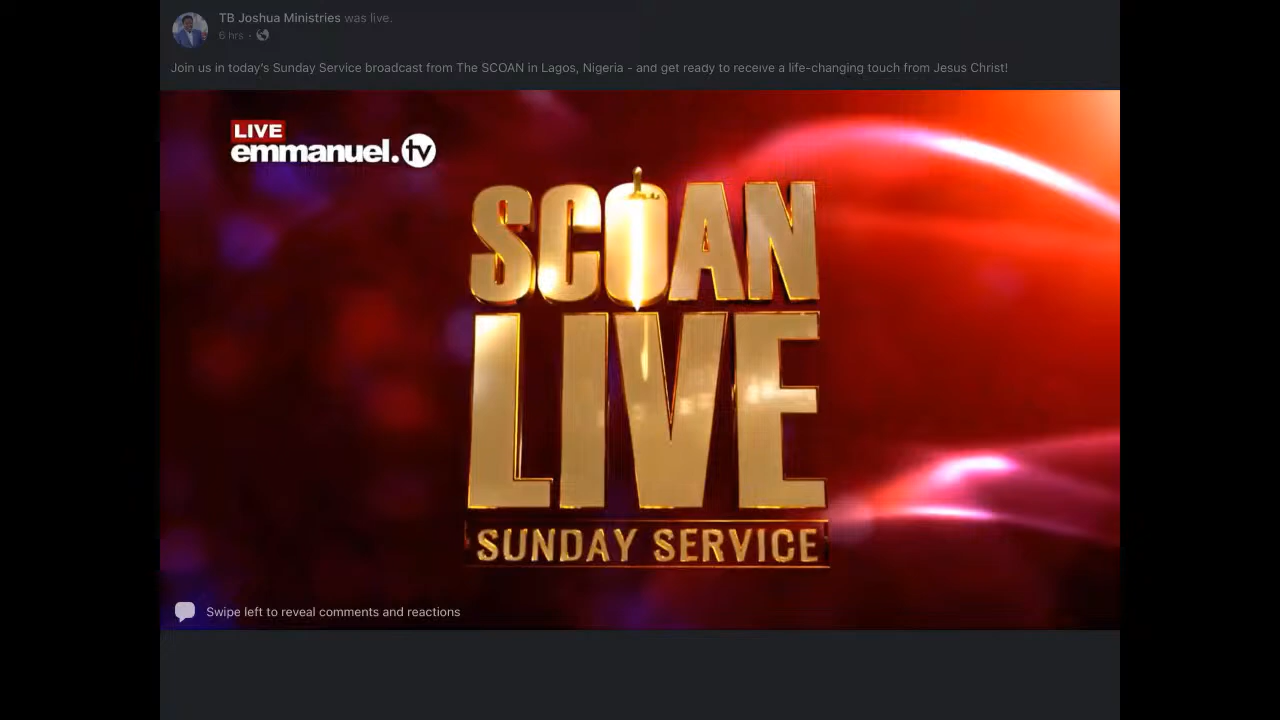 TB Joshua Ministries was live.
6 hrs ·
Join us in today's Sunday Service broadcast from The SCOAN in Lagos, Nigeria - and get ready to receive a life-changing touch from Jesus Christ!
LIVE
emmanuel.tv
SCOAN
LIVE
SUNDAY SERVICE
Swipe left to reveal comments and reactions